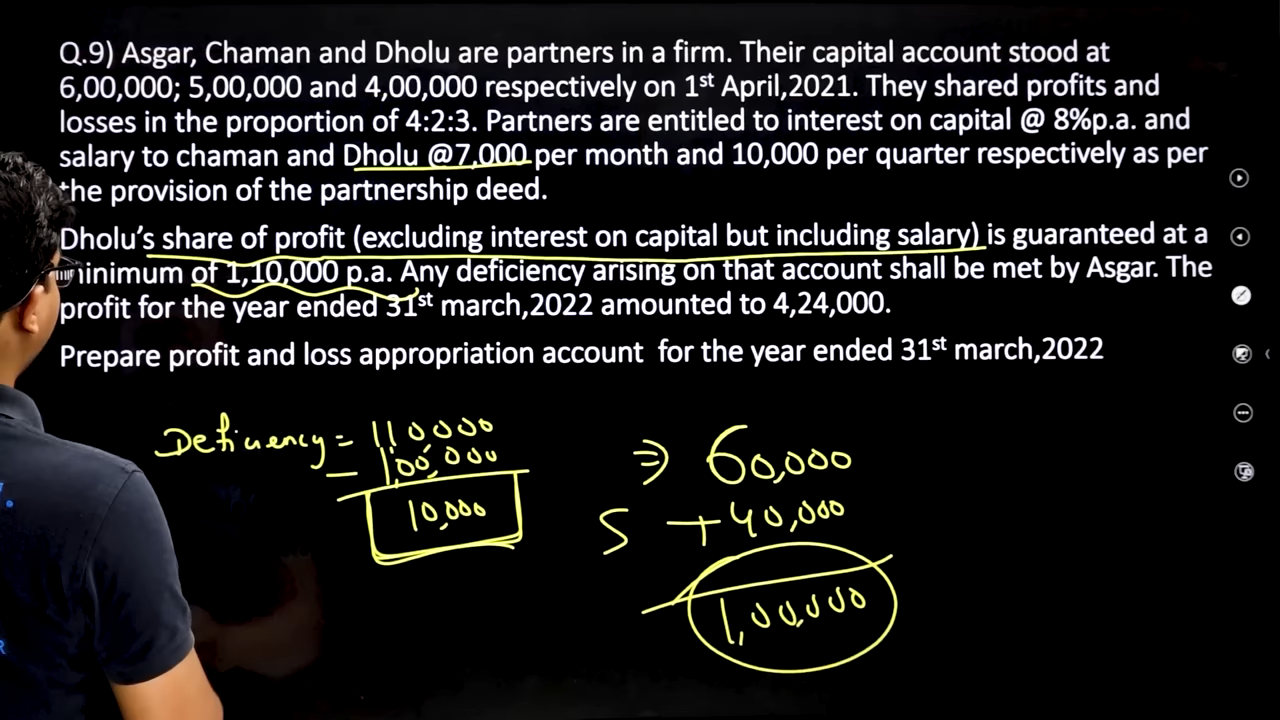 Q.9) Asgar, Chaman and Dholu are partners in a firm. Their capital account stood at
6,00,000; 5,00,000 and 4,00,000 respectively on 1st April,2021. They shared profits and
losses in the proportion of 4:2:3. Partners are entitled to interest on capital @ 8%p.a. and
salary to chaman and Dholu @7,000 per month and 10,000 per quarter respectively as per
the provision of the partnership deed.
Dholu's share of profit (excluding interest on capital but including salary) is guaranteed at a
minimum of 1,10,000 p.a. Any deficiency arising on that account shall be met by Asgar. The
profit for the year ended 31st march,2022 amounted to 4,24,000.
Prepare profit and loss appropriation account for the year ended 31st march,2022
Deficiency = 110000
- 1,00,000
10,000
⇒ 60,000
S + 40,000
1,00,000